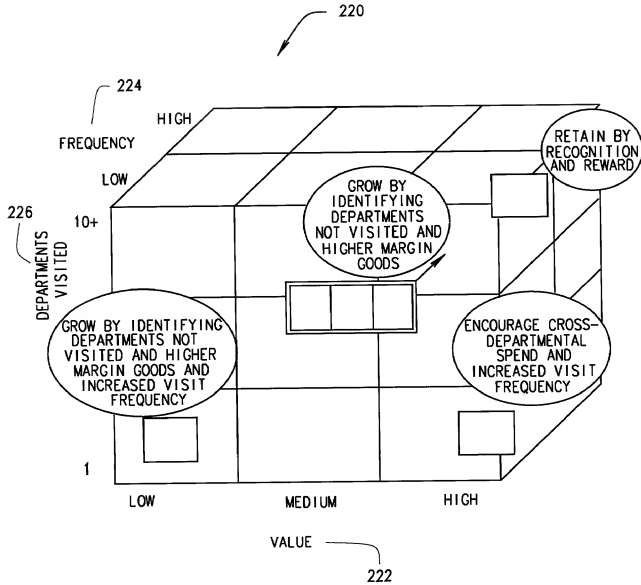 220
224
HIGH
FREQUENCY
LOW
RETAIN BY
RECOGNITION
AND REWARD
GROW BY
IDENTIFYING
DEPARTMENTS
NOT VISITED AND
HIGHER MARGIN
GOODS
226
10+
DEPARTMENTS
VISITED
GROW BY IDENTIFYING
DEPARTMENTS NOT
VISITED AND HIGHER
MARGIN GOODS AND
INCREASED VISIT
FREQUENCY
ENCOURAGE CROSS-
DEPARTMENTAL
SPEND AND
INCREASED VISIT
FREQUENCY
1
LOW
MEDIUM
HIGH
VALUE
222